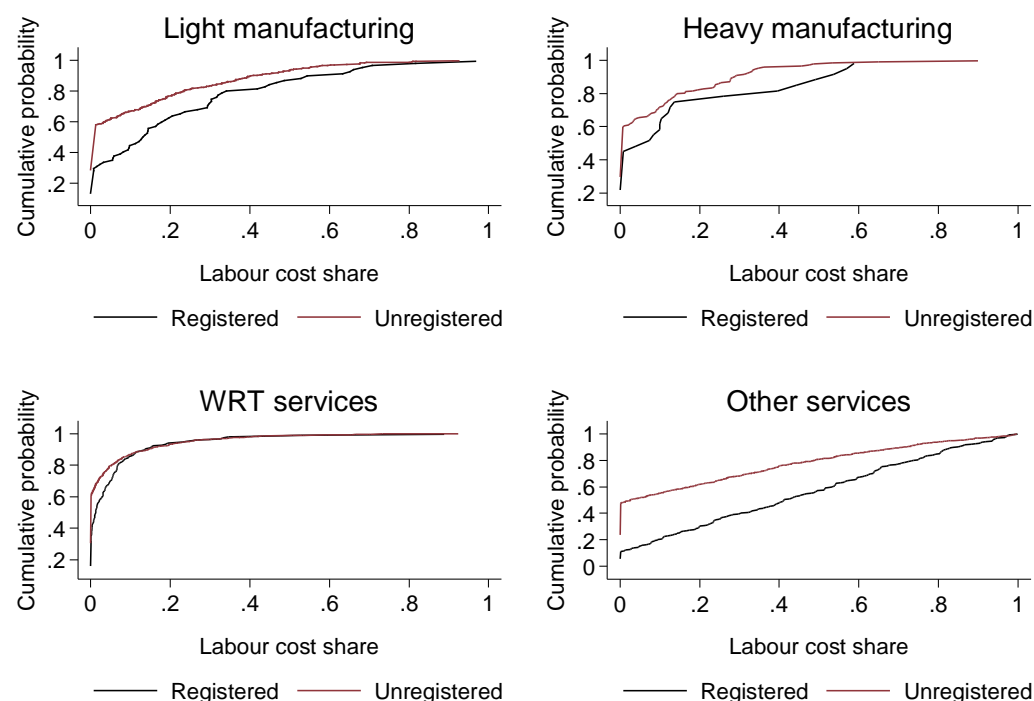 Light manufacturing
Cumulative probability
1
.8
.6
.4
.2
0 .2 .4 .6 .8 1
Labour cost share
Registered Unregistered
Heavy manufacturing
Cumulative probability
1
.8
.6
.4
.2
0 .2 .4 .6 .8 1
Labour cost share
Registered Unregistered
WRT services
Cumulative probability
1
.8
.6
.4
.2
0 .2 .4 .6 .8 1
Labour cost share
Registered Unregistered
Other services
Cumulative probability
1
.8
.6
.4
.2
0
0 .2 .4 .6 .8 1
Labour cost share
Registered Unregistered